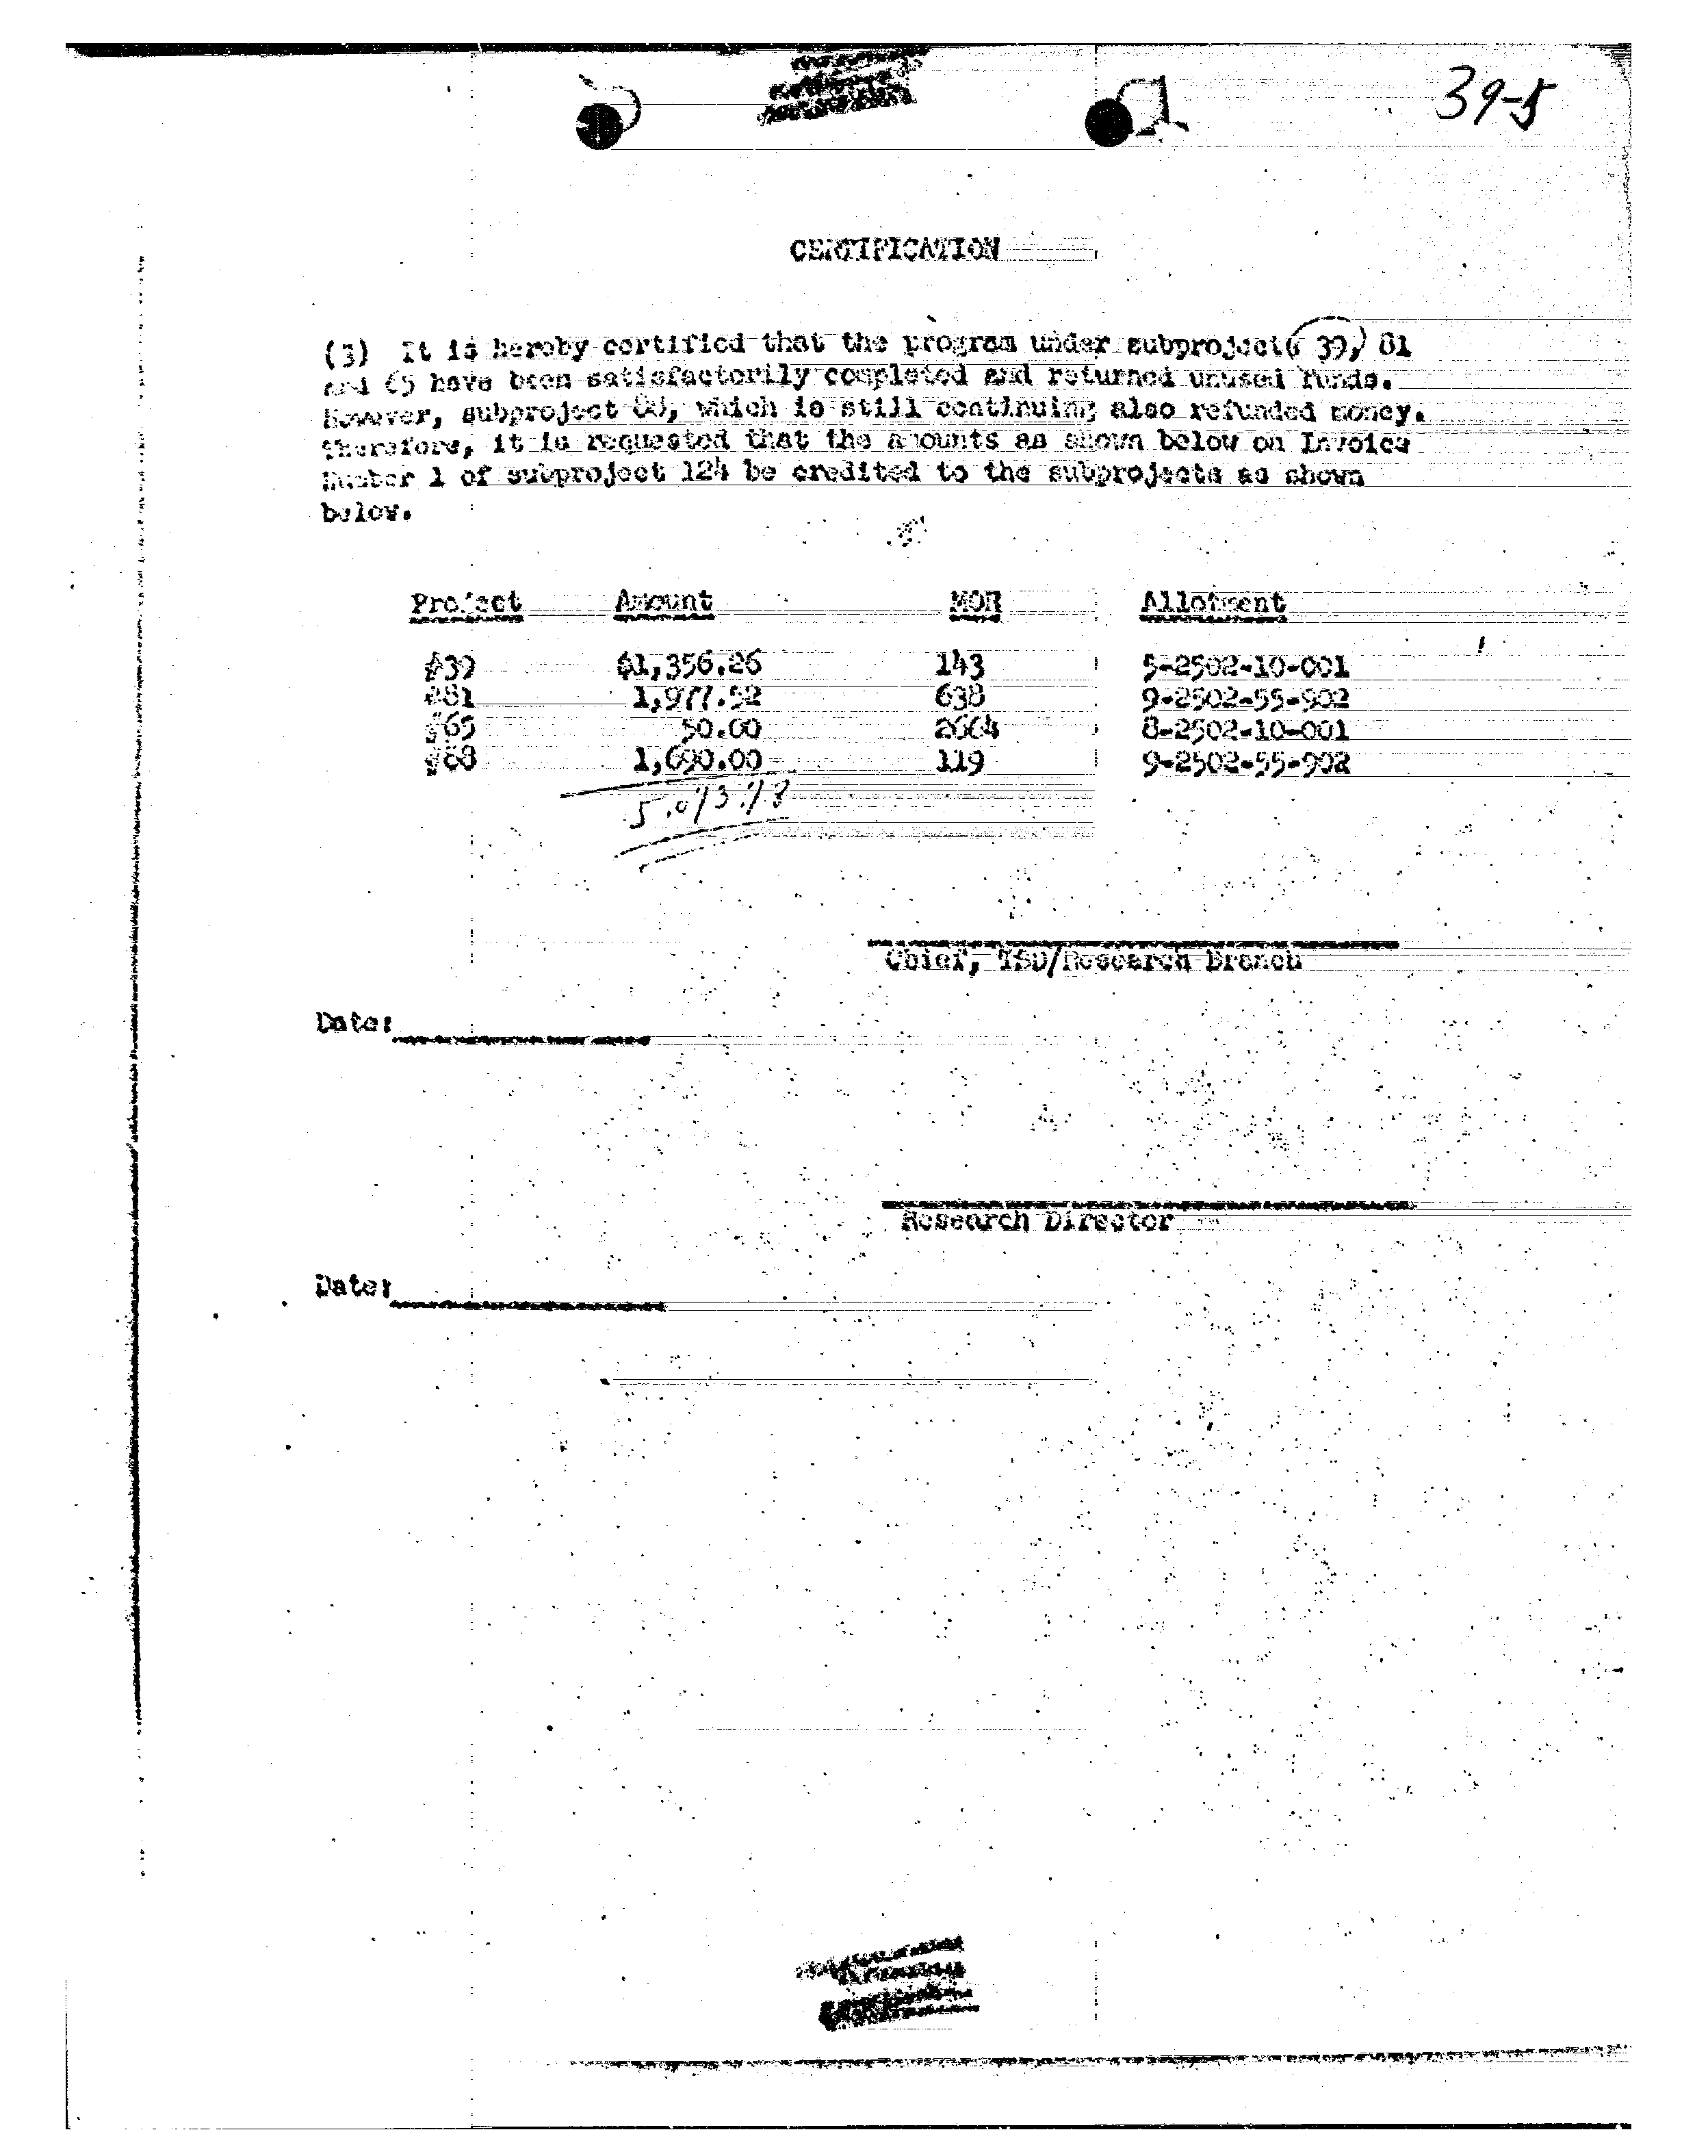 39-5
CERTIFICATION
(3) It is hereby certified that the program under subprojects 39, 81
and 65 have been satisfactorily completed and returned unused funds.
However, subproject 88, which is still continuing also refunded money.
Therefore, it is requested that the amounts as shown below on Invoice
Number 1 of subproject 124 be credited to the subprojects as shown
below.
Project Amount MOR Allotment
#39 $1,356.26 143 5-2502-10-001
#81 1,977.52 638 9-2502-55-902
#65 50.00 2664 8-2502-10-001
#88 1,690.00 119 9-2502-55-902
5,073.78
Chief, TSD/Research Branch
Date:
Research Director
Date: